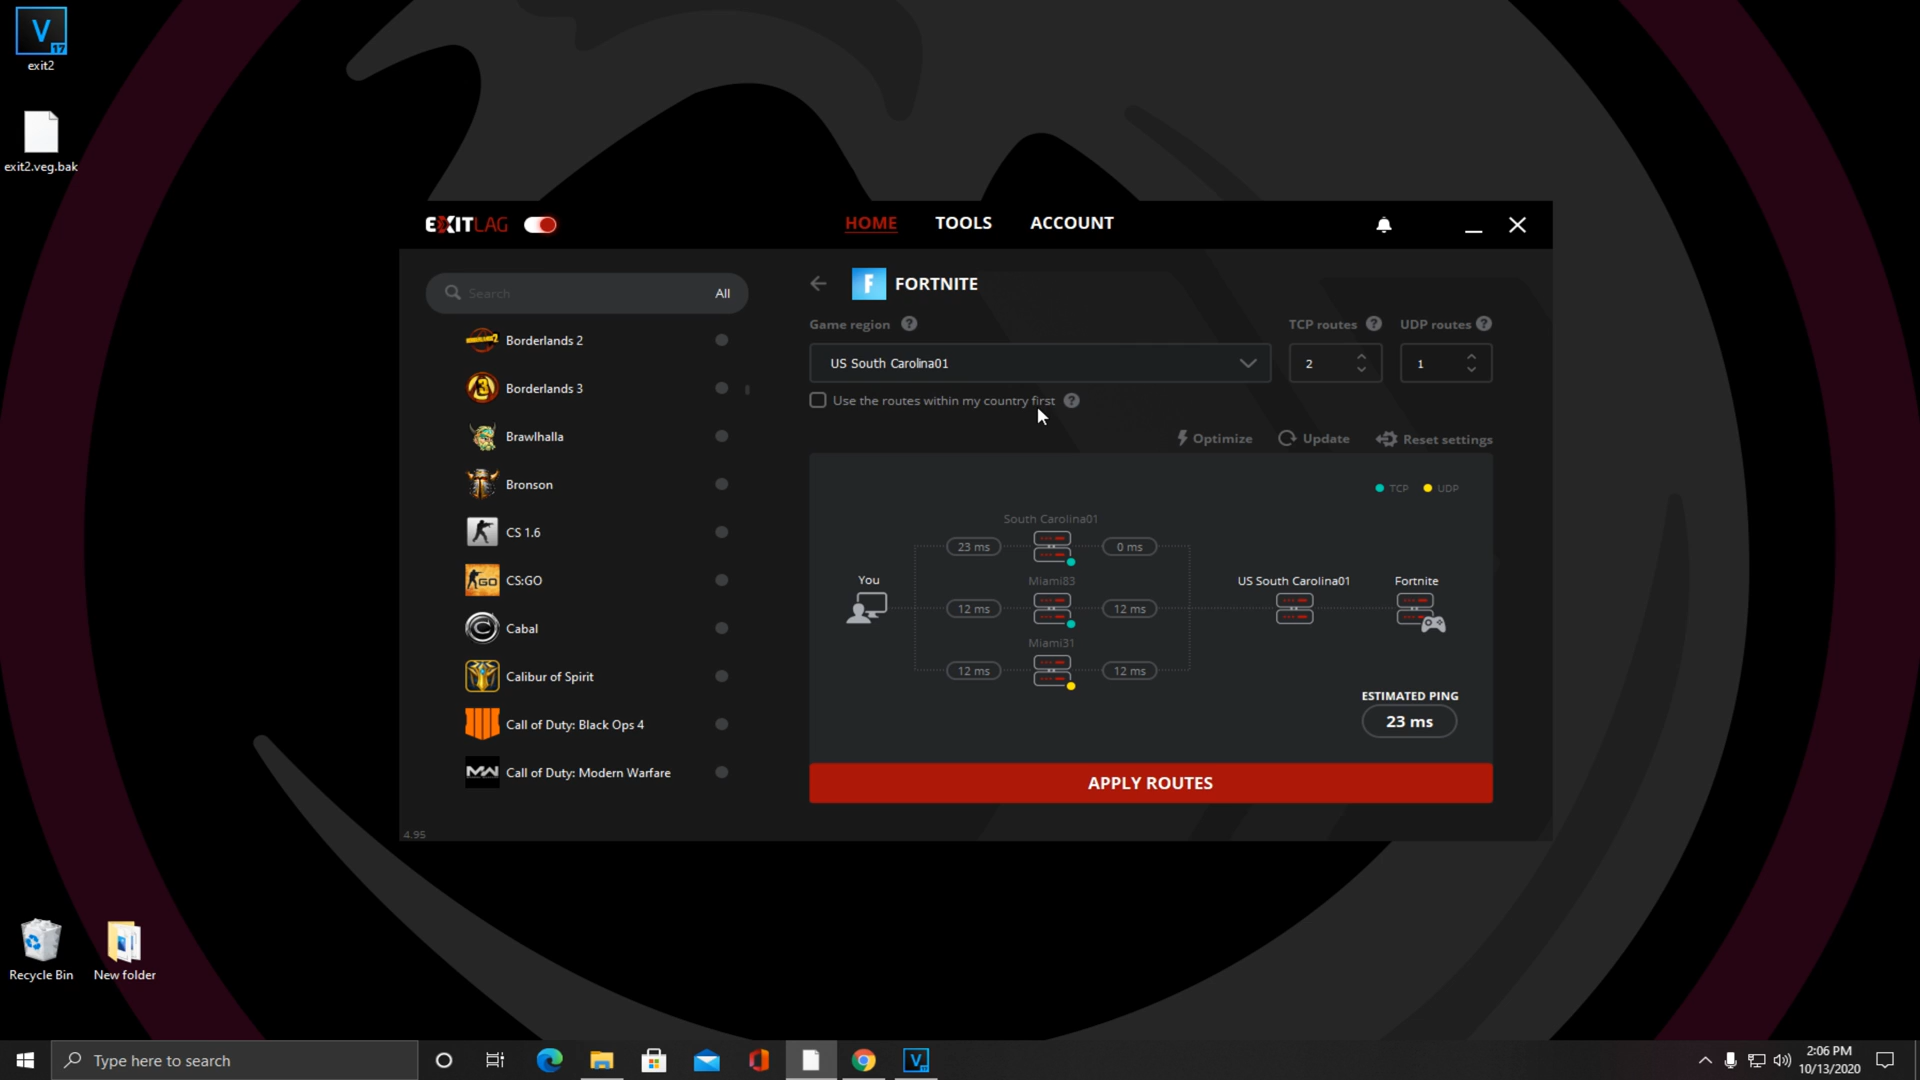 V
17
exit2
exit2.veg.bak
EXITLAG
HOME
TOOLS
ACCOUNT
Search
All
Borderlands 2
Borderlands 3
Brawlhalla
Bronson
CS 1.6
CS:GO
Cabal
Calibur of Spirit
Call of Duty: Black Ops 4
Call of Duty: Modern Warfare
4.95
F
FORTNITE
Game region ?
TCP routes ?
UDP routes ?
US South Carolina01
2
1
Use the routes within my country first ?
Optimize
Update
Reset settings
TCP
UDP
South Carolina01
23 ms
0 ms
You
Miami83
US South Carolina01
Fortnite
12 ms
12 ms
Miami31
12 ms
12 ms
ESTIMATED PING
23 ms
APPLY ROUTES
Recycle Bin
New folder
Type here to search
V
2:06 PM
10/13/2020